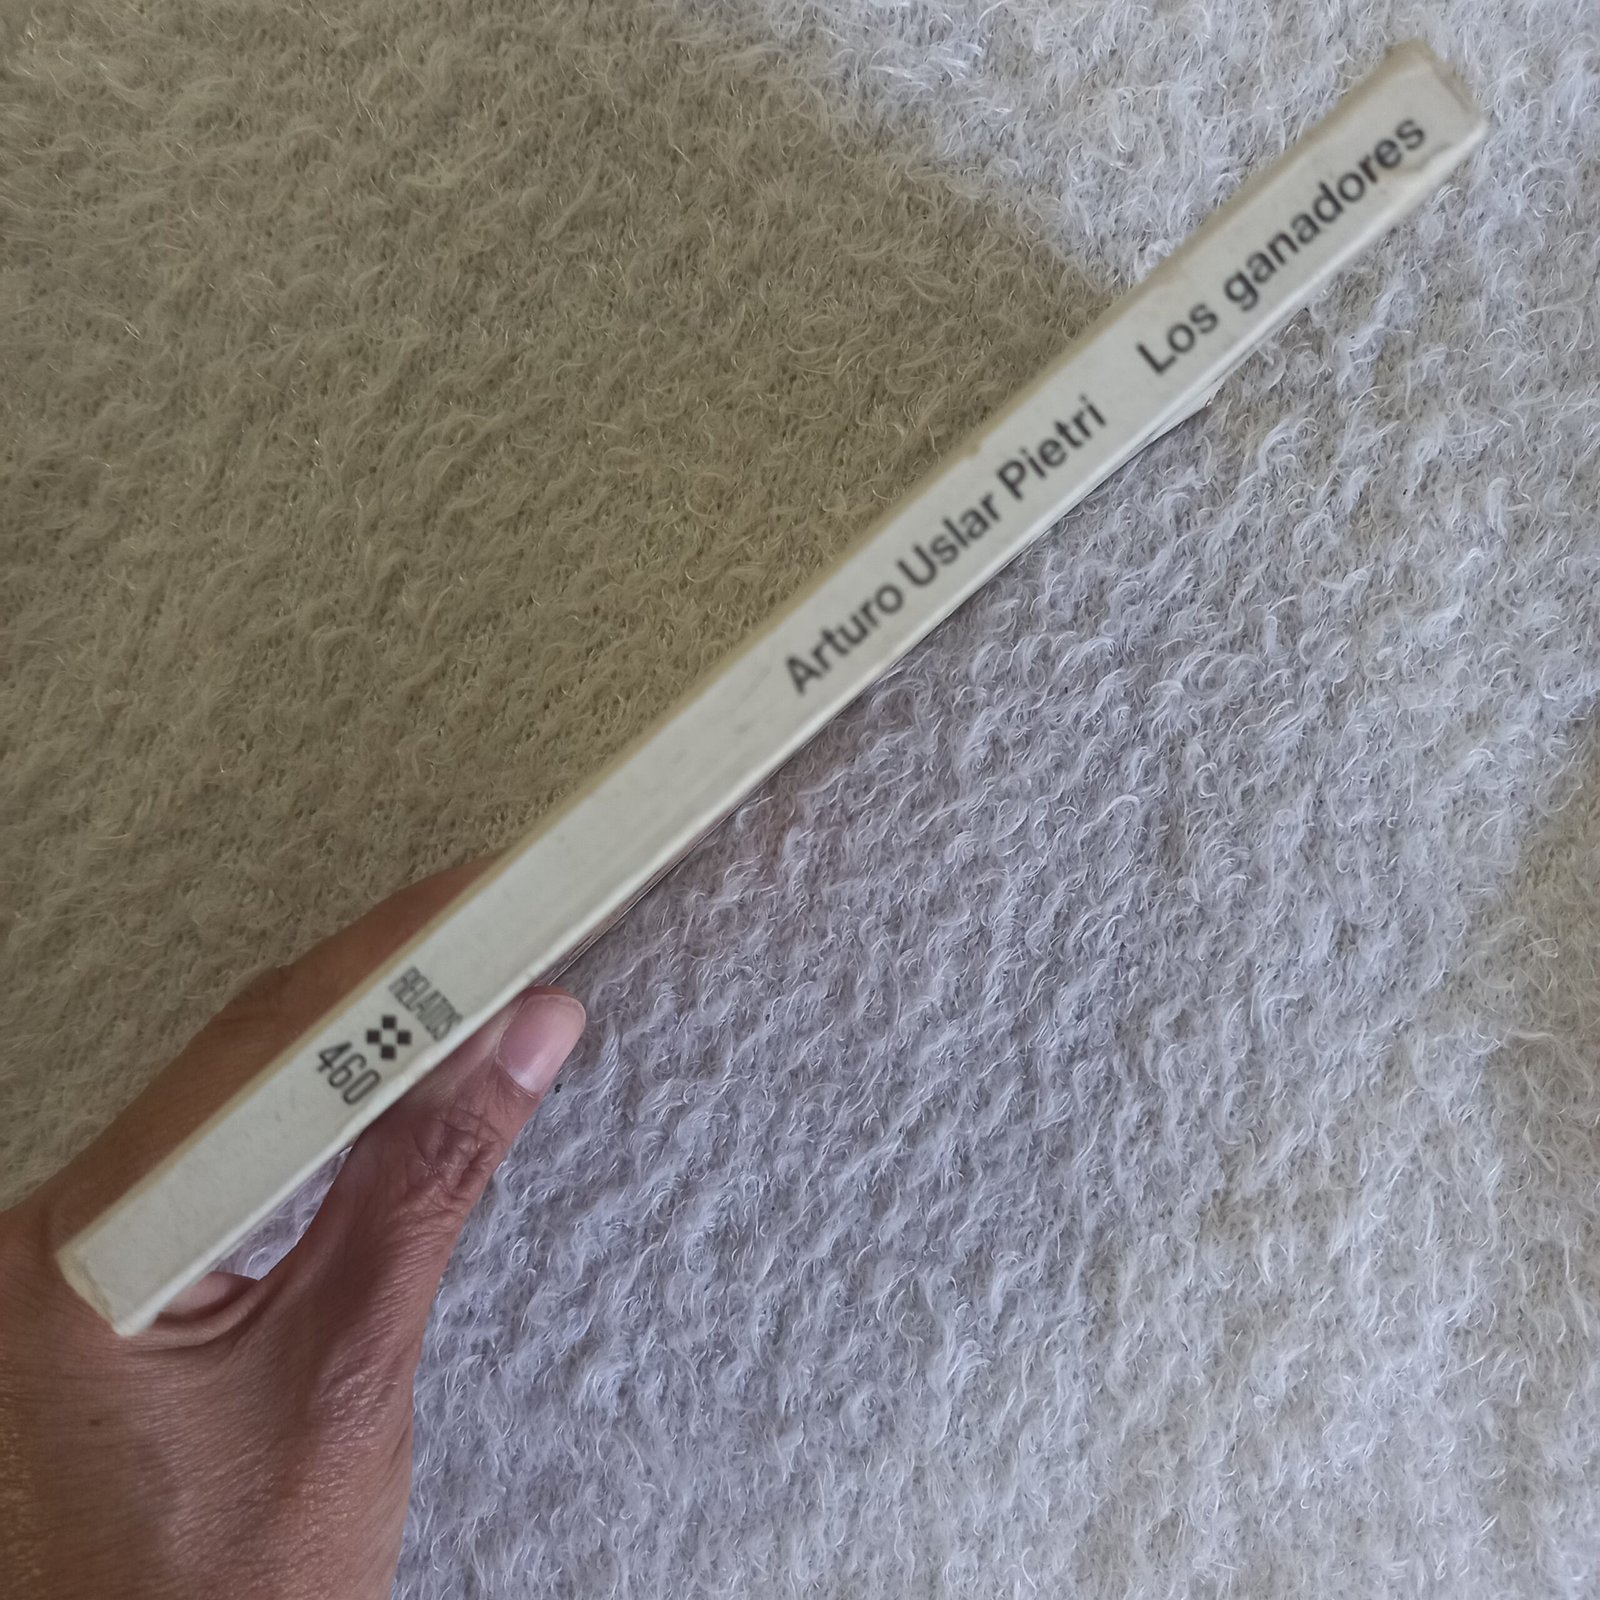 Arturo Uslar Pietri Los ganadores
RELATOS
460